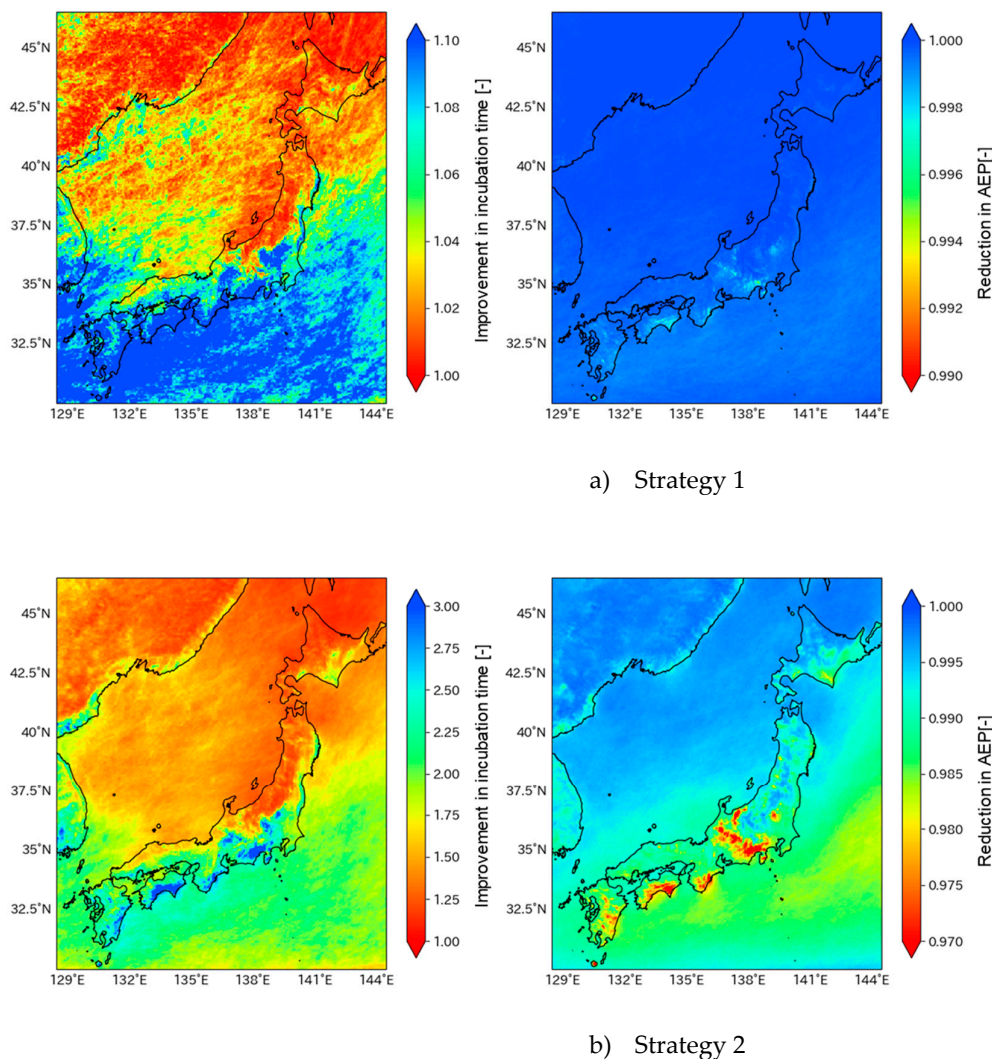 45°N
42.5°N
40°N
37.5°N
35°N
32.5°N
129°E 132°E 135°E 138°E 141°E 144°E
1.10
1.08
1.06
1.04
1.02
1.00
Improvement in incubation time [-]
45°N
42.5°N
40°N
37.5°N
35°N
32.5°N
129°E 132°E 135°E 138°E 141°E 144°E
1.000
0.998
0.996
0.994
0.992
0.990
Reduction in AEP[-]
a) Strategy 1
45°N
42.5°N
40°N
37.5°N
35°N
32.5°N
129°E 132°E 135°E 138°E 141°E 144°E
3.00
2.75
2.50
2.25
2.00
1.75
1.50
1.25
1.00
Improvement in incubation time [-]
45°N
42.5°N
40°N
37.5°N
35°N
32.5°N
129°E 132°E 135°E 138°E 141°E 144°E
1.000
0.995
0.990
0.985
0.980
0.975
0.970
Reduction in AEP[-]
b) Strategy 2